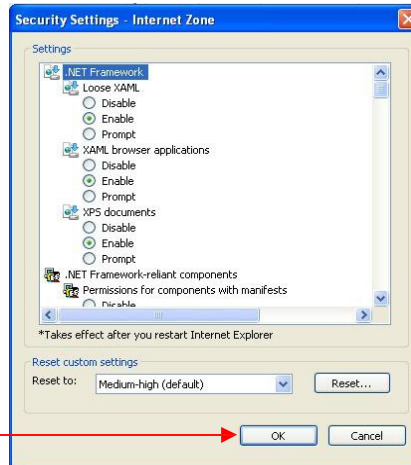 Security Settings - Internet Zone
Settings
.NET Framework
Loose XAML
Disable
Enable
Prompt
XAML browser applications
Disable
Enable
Prompt
XPS documents
Disable
Enable
Prompt
.NET Framework-reliant components
Permissions for components with manifests
Disable
*Takes effect after you restart Internet Explorer
Reset custom settings
Reset to: Medium-high (default) Reset...
OK Cancel